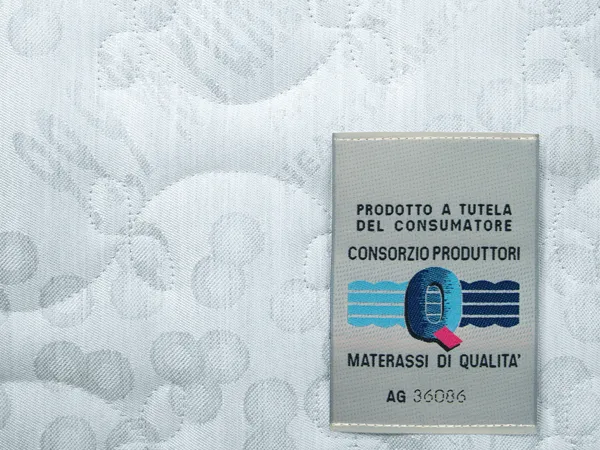 PRODOTTO A TUTELA
DEL CONSUMATORE
CONSORZIO PRODUTTORI
Q
MATERASSI DI QUALITA'
AG 36086